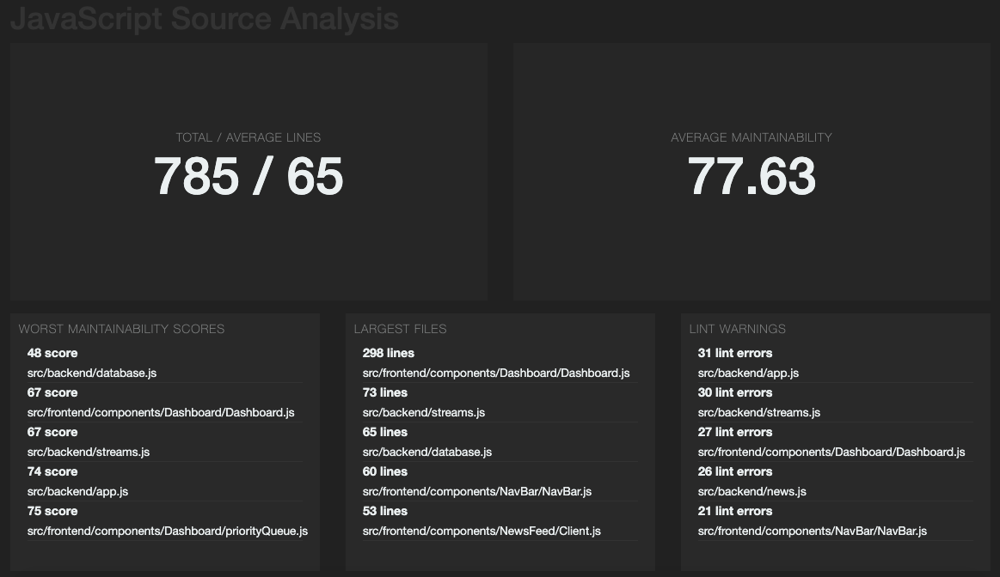 JavaScript Source Analysis
TOTAL / AVERAGE LINES
785 / 65
AVERAGE MAINTAINABILITY
77.63
WORST MAINTAINABILITY SCORES
48 score
src/backend/database.js
67 score
src/frontend/components/Dashboard/Dashboard.js
67 score
src/backend/streams.js
74 score
src/backend/app.js
75 score
src/frontend/components/Dashboard/priorityQueue.js
LARGEST FILES
298 lines
src/frontend/components/Dashboard/Dashboard.js
73 lines
src/backend/streams.js
65 lines
src/backend/database.js
60 lines
src/frontend/components/NavBar/NavBar.js
53 lines
src/frontend/components/NewsFeed/Client.js
LINT WARNINGS
31 lint errors
src/backend/app.js
30 lint errors
src/backend/streams.js
27 lint errors
src/frontend/components/Dashboard/Dashboard.js
26 lint errors
src/backend/news.js
21 lint errors
src/frontend/components/NavBar/NavBar.js